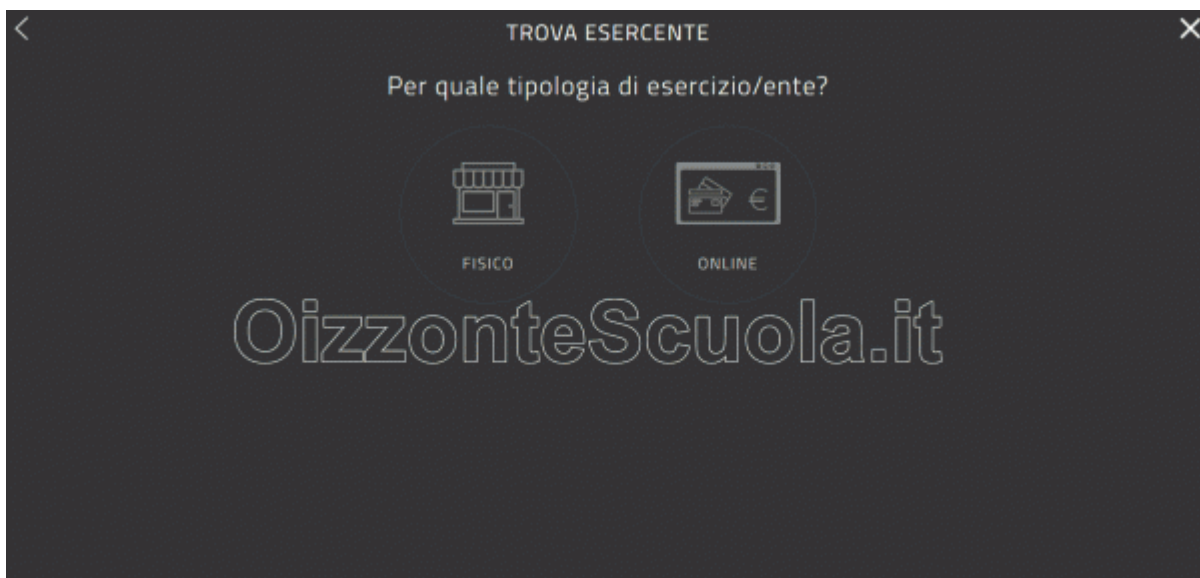 TROVA ESERCENTE
Per quale tipologia di esercizio/ente?
FISICO ONLINE
OizzonteScuola.it